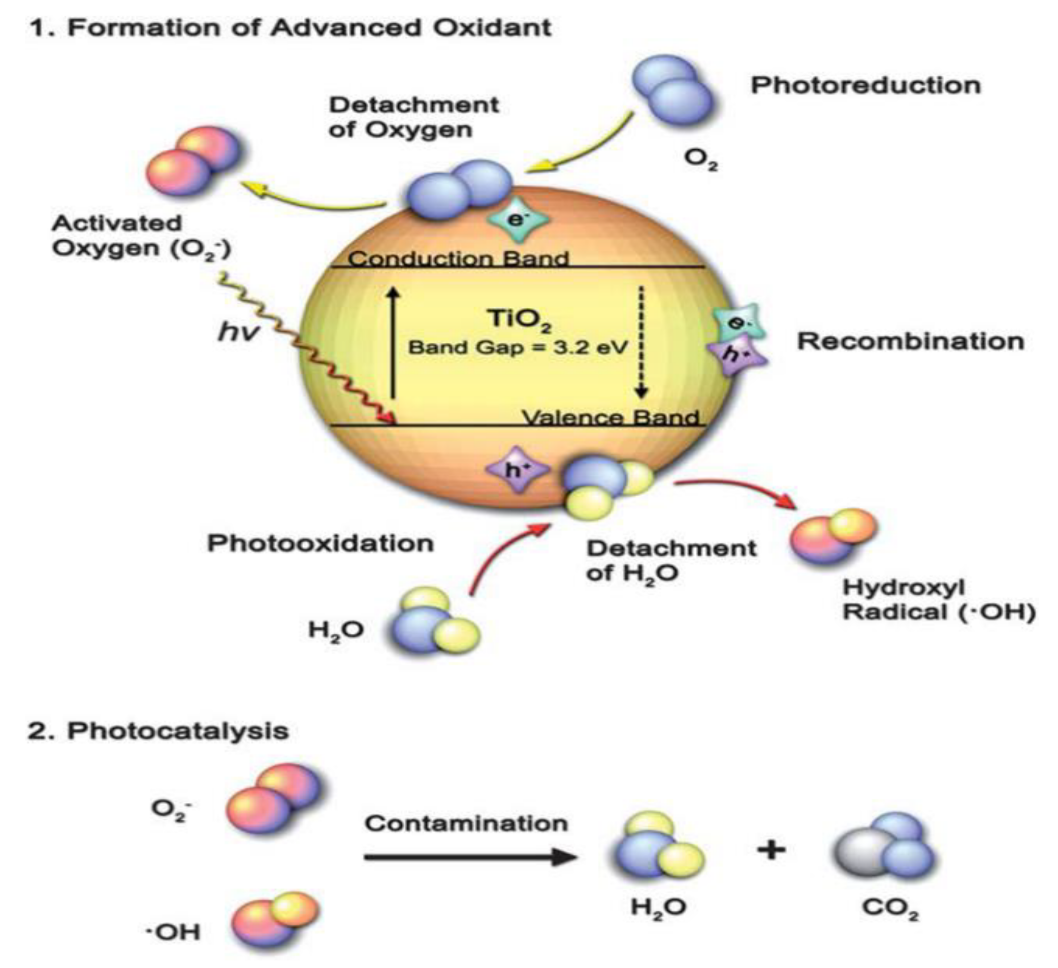 1. Formation of Advanced Oxidant
Photoreduction
Detachment
of Oxygen
O₂
Activated
Oxygen (O₂⁻)
e⁻
Conduction Band
hν
TiO₂
Band Gap = 3.2 eV
e⁻
h⁺
Recombination
Valence Band
h⁺
Photooxidation
Detachment
of H₂O
H₂O
Hydroxyl
Radical (·OH)
2. Photocatalysis
O₂⁻
Contamination
+
H₂O
CO₂
·OH